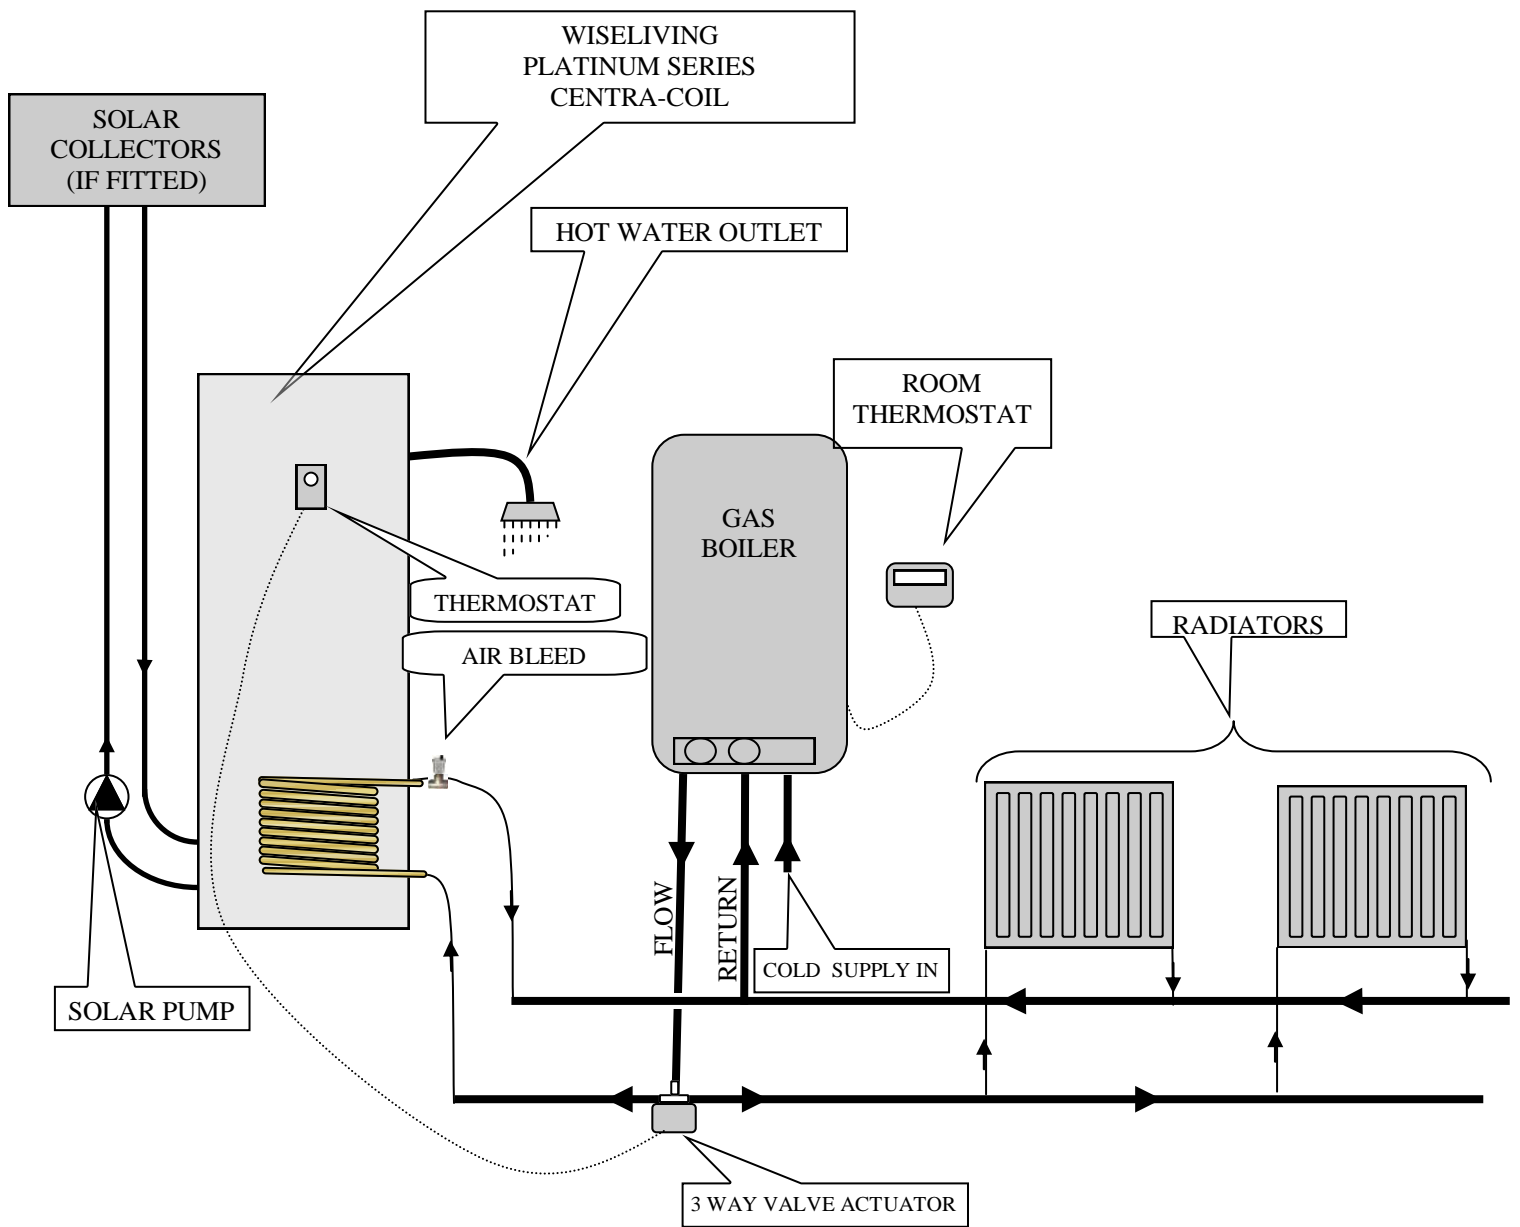 WISELIVING
PLATINUM SERIES
CENTRA-COIL
SOLAR
COLLECTORS
(IF FITTED)
HOT WATER OUTLET
ROOM
THERMOSTAT
GAS
BOILER
THERMOSTAT
AIR BLEED
RADIATORS
FLOW
RETURN
COLD SUPPLY IN
SOLAR PUMP
3 WAY VALVE ACTUATOR